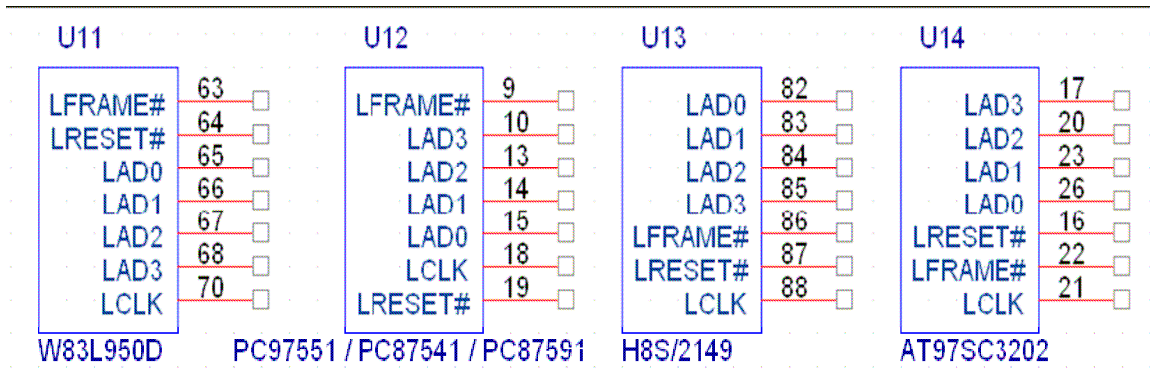 U11 U12 U13 U14
LFRAME# 63 LFRAME# 9 LAD0 82 LAD3 17
LRESET# 64 LAD3 10 LAD1 83 LAD2 20
LAD0 65 LAD2 13 LAD2 84 LAD1 23
LAD1 66 LAD1 14 LAD3 85 LAD0 26
LAD2 67 LAD0 15 LFRAME# 86 LRESET# 16
LAD3 68 LCLK 18 LRESET# 87 LFRAME# 22
LCLK 70 LRESET# 19 LCLK 88 LCLK 21
W83L950D PC97551 / PC87541 / PC87591 H8S/2149 AT97SC3202